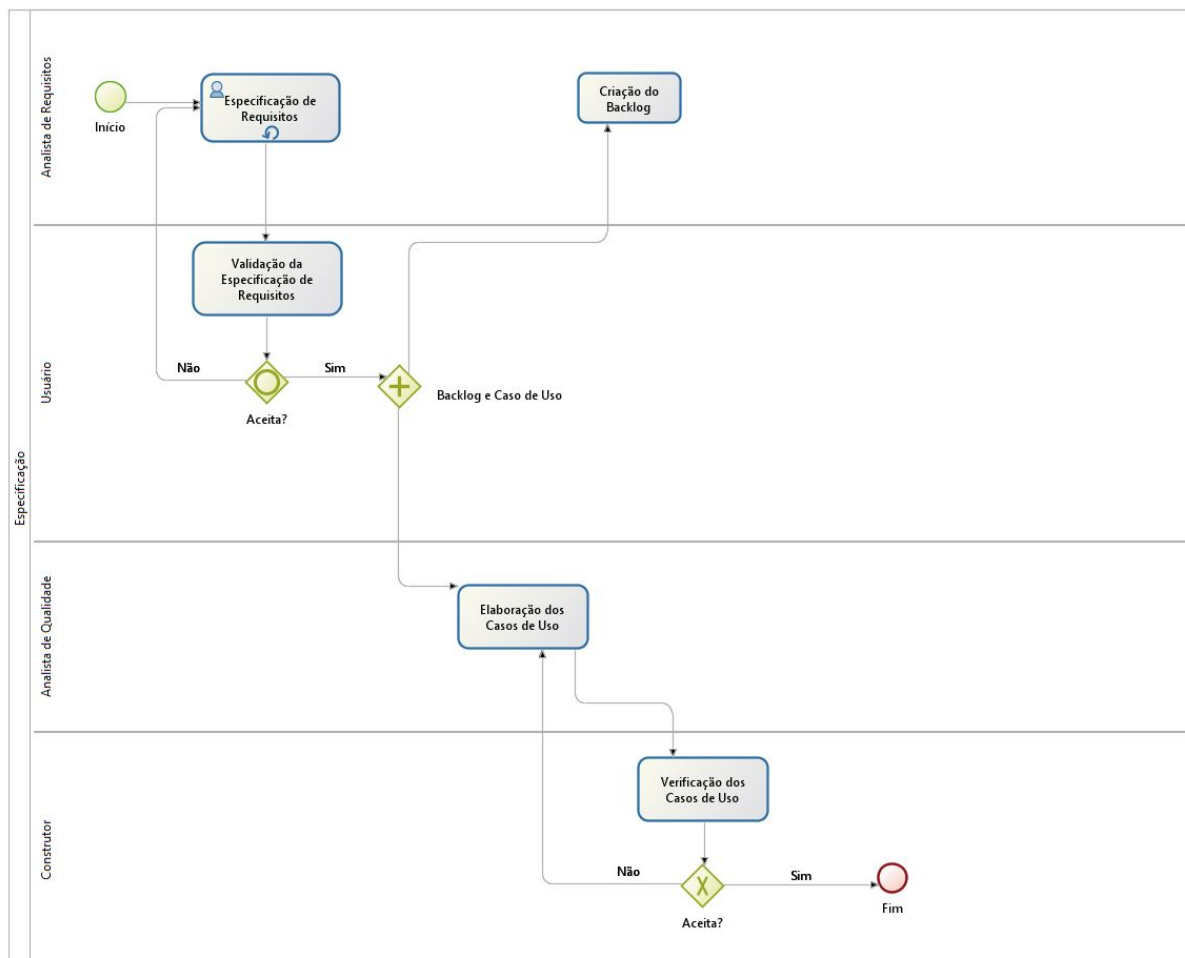 Especificação
Analista de Requisitos
Início
Especificação de
Requisitos
Criação do
Backlog
Usuário
Validação da
Especificação de
Requisitos
Não
Sim
Aceita?
Backlog e Caso de Uso
Analista de Qualidade
Elaboração dos
Casos de Uso
Construtor
Verificação dos
Casos de Uso
Não
Sim
Aceita?
Fim